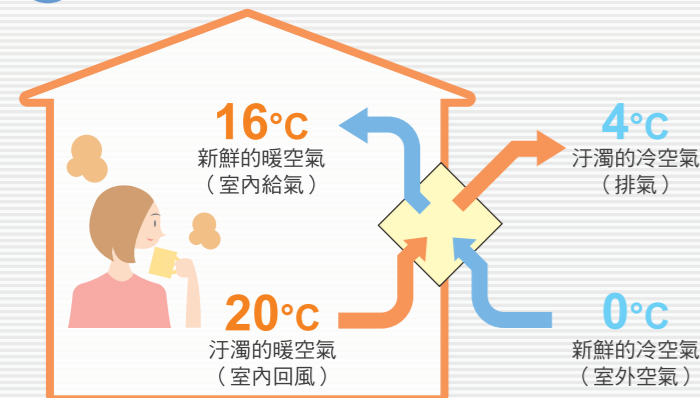 16°C
新鮮的暖空氣
（室內給氣）
4°C
汙濁的冷空氣
（排氣）
20°C
汙濁的暖空氣
（室內回風）
0°C
新鮮的冷空氣
（室外空氣）